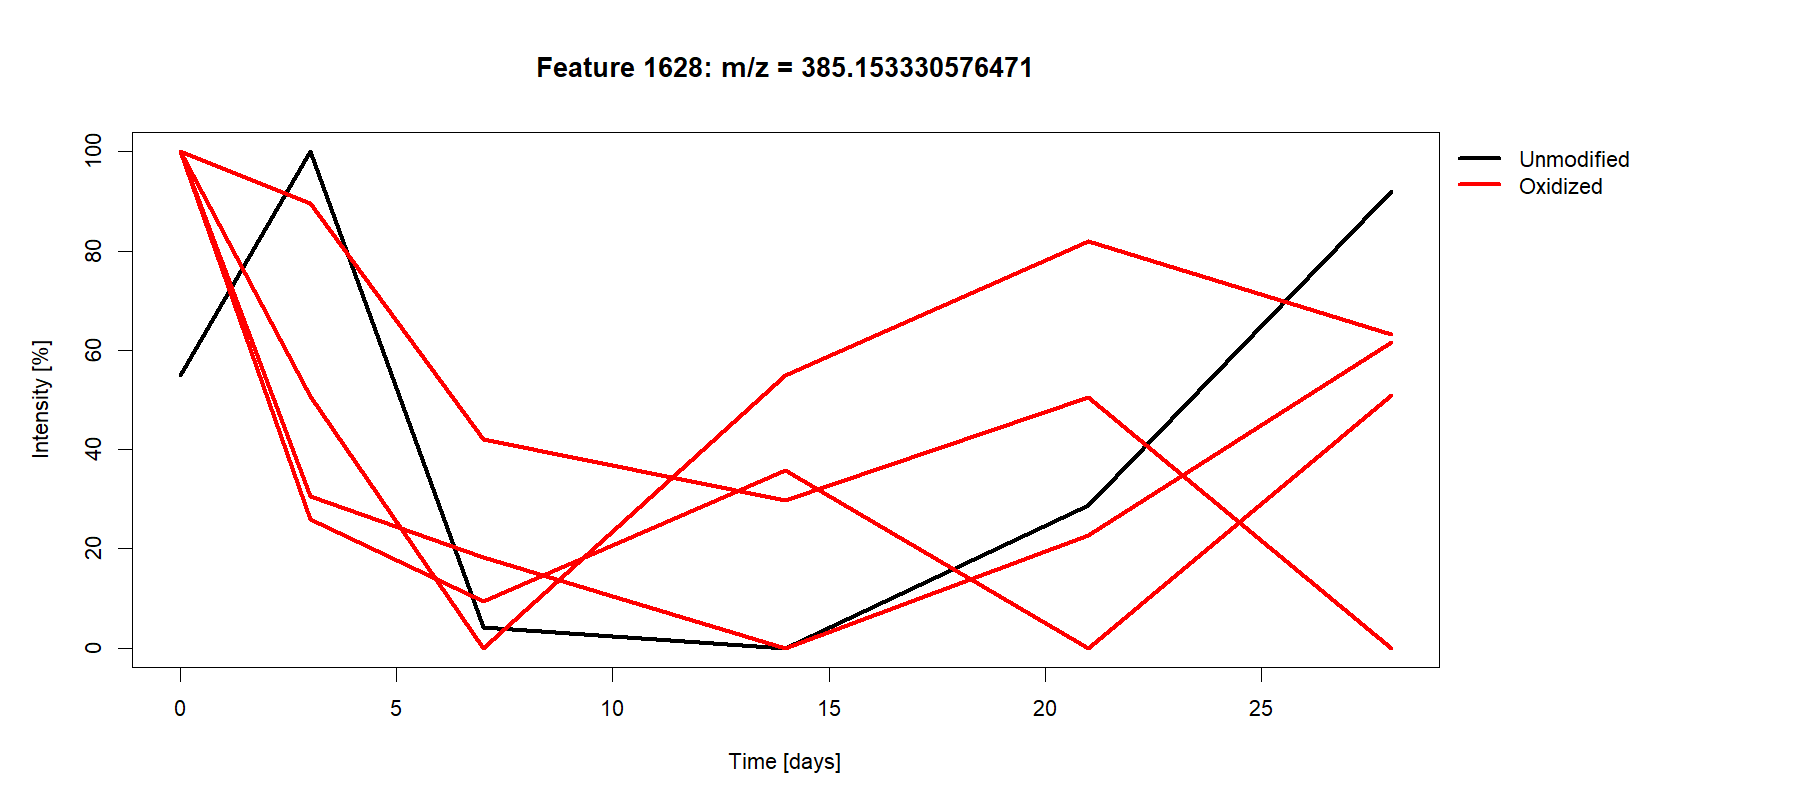 Feature 1628: m/z = 385.153330576471
Unmodified
Oxidized
Intensity [%]
100
80
60
40
20
0
0 5 10 15 20 25
Time [days]